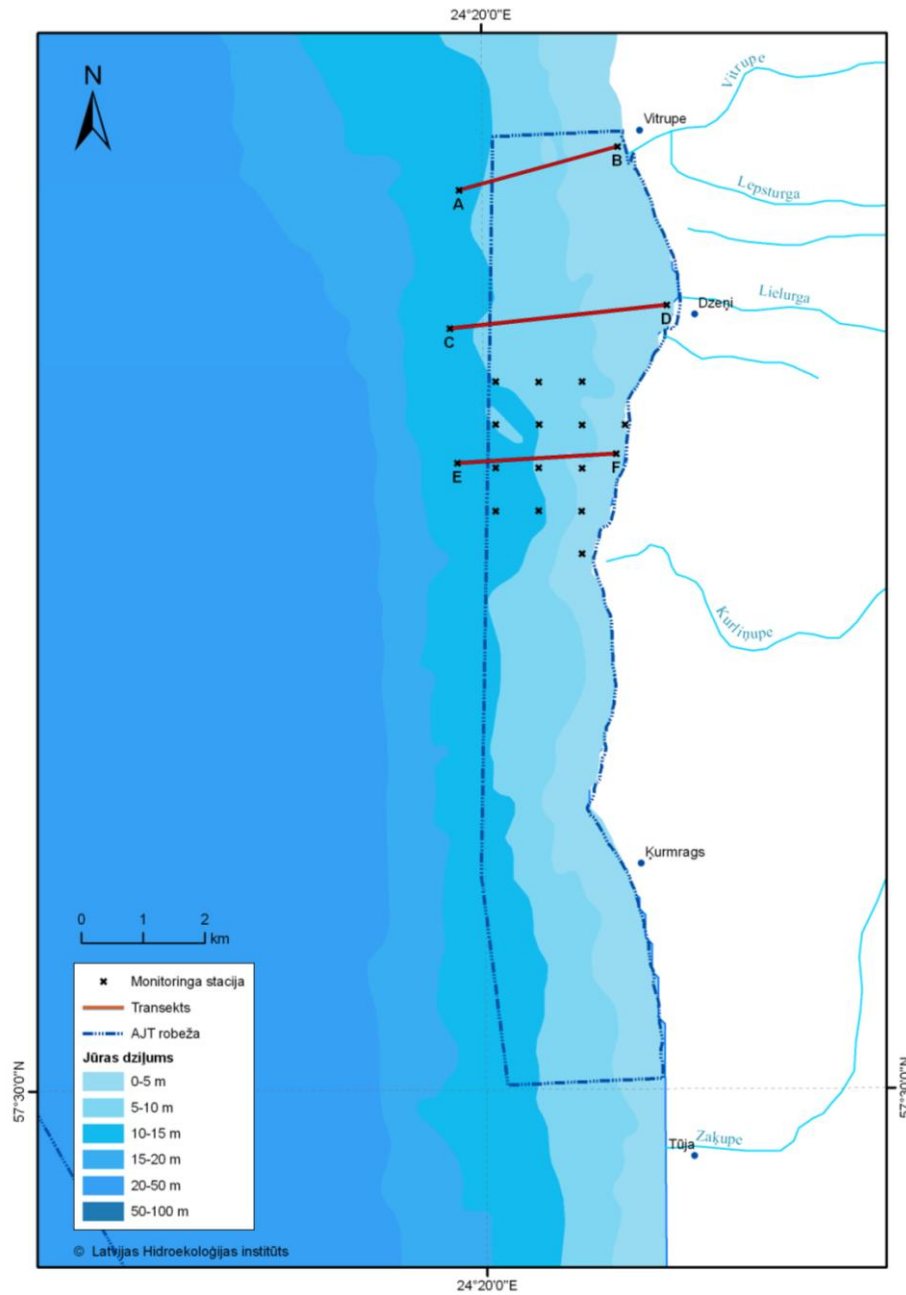 24°20'0"E
N
Vitrupe
Vitrupe
B
A
Lepsturga
Lielurga
Dzeņi
D
C
F
E
Kurliņupe
Ķurmrags
0 1 2
km
Monitoringa stacija
Transekts
AJT robeža
Jūras dziļums
0-5 m
5-10 m
10-15 m
15-20 m
20-50 m
50-100 m
57°30'0"N
57°30'0"N
Tūja
Zaķupe
© Latvijas Hidroekoloģijas institūts
24°20'0"E